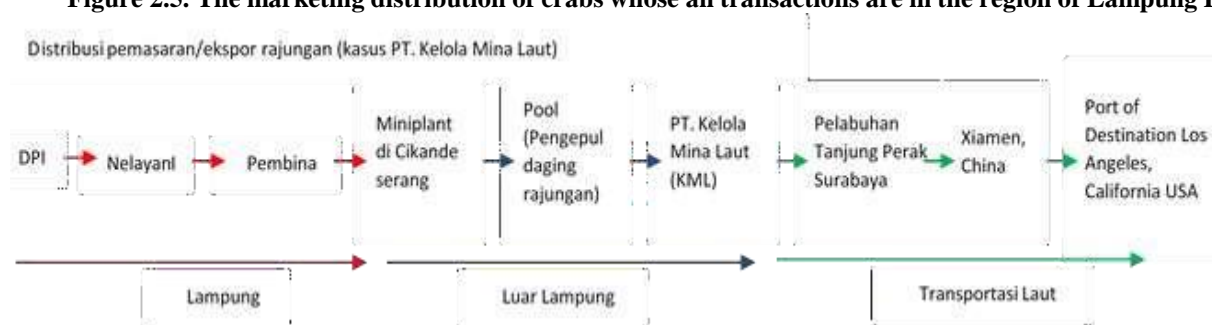 Figure 2.5. The marketing distribution of crabs whose all transactions are in the region of Lampung
Distribusi pemasaran/ekspor rajungan (kasus PT. Kelola Mina Laut)
DPI
NelayanI
Pembina
Miniplant
di Cikande
serang
Pool
(Pengepul
daging
rajungan)
PT. Kelola
Mina Laut
(KML)
Pelabuhan
Tanjung Perak
Surabaya
Xiamen,
China
Port of
Destination Los
Angeles,
California USA
Lampung
Luar Lampung
Transportasi Laut